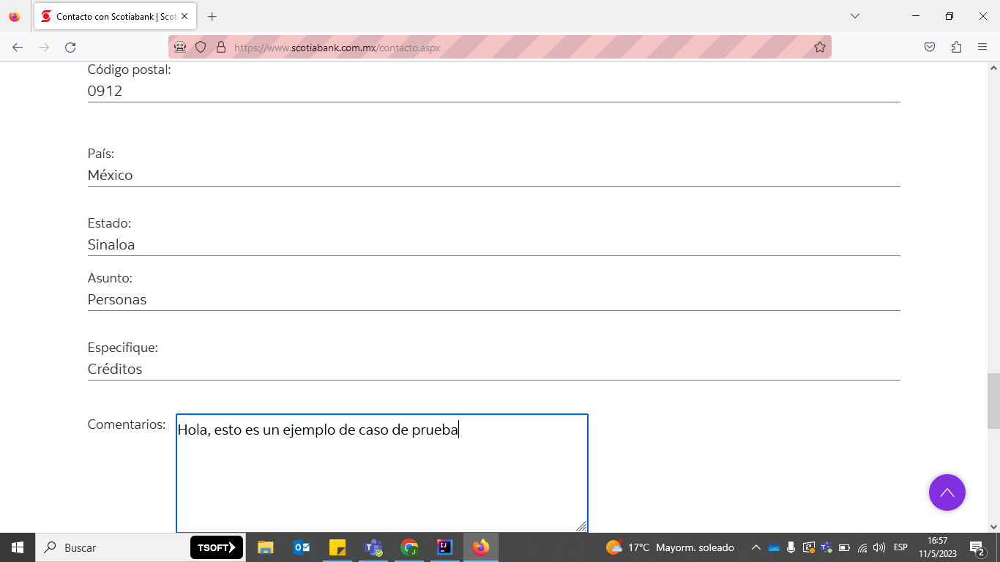 Contacto con Scotiabank | Scoti
https://www.scotiabank.com.mx/contacto.aspx
Código postal:
0912
País:
México
Estado:
Sinaloa
Asunto:
Personas
Especifique:
Créditos
Comentarios:
Hola, esto es un ejemplo de caso de prueba
Buscar
TSOFT
17°C Mayorm. soleado
ESP
16:57
11/5/2023
2